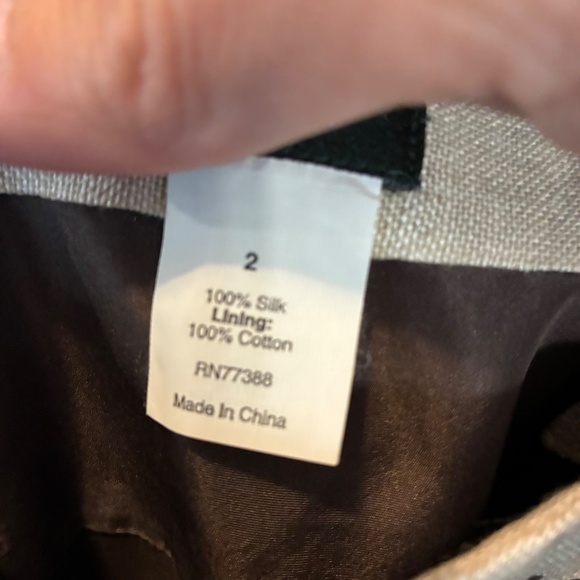 2
100% Silk
Lining:
100% Cotton
RN77388
Made In China